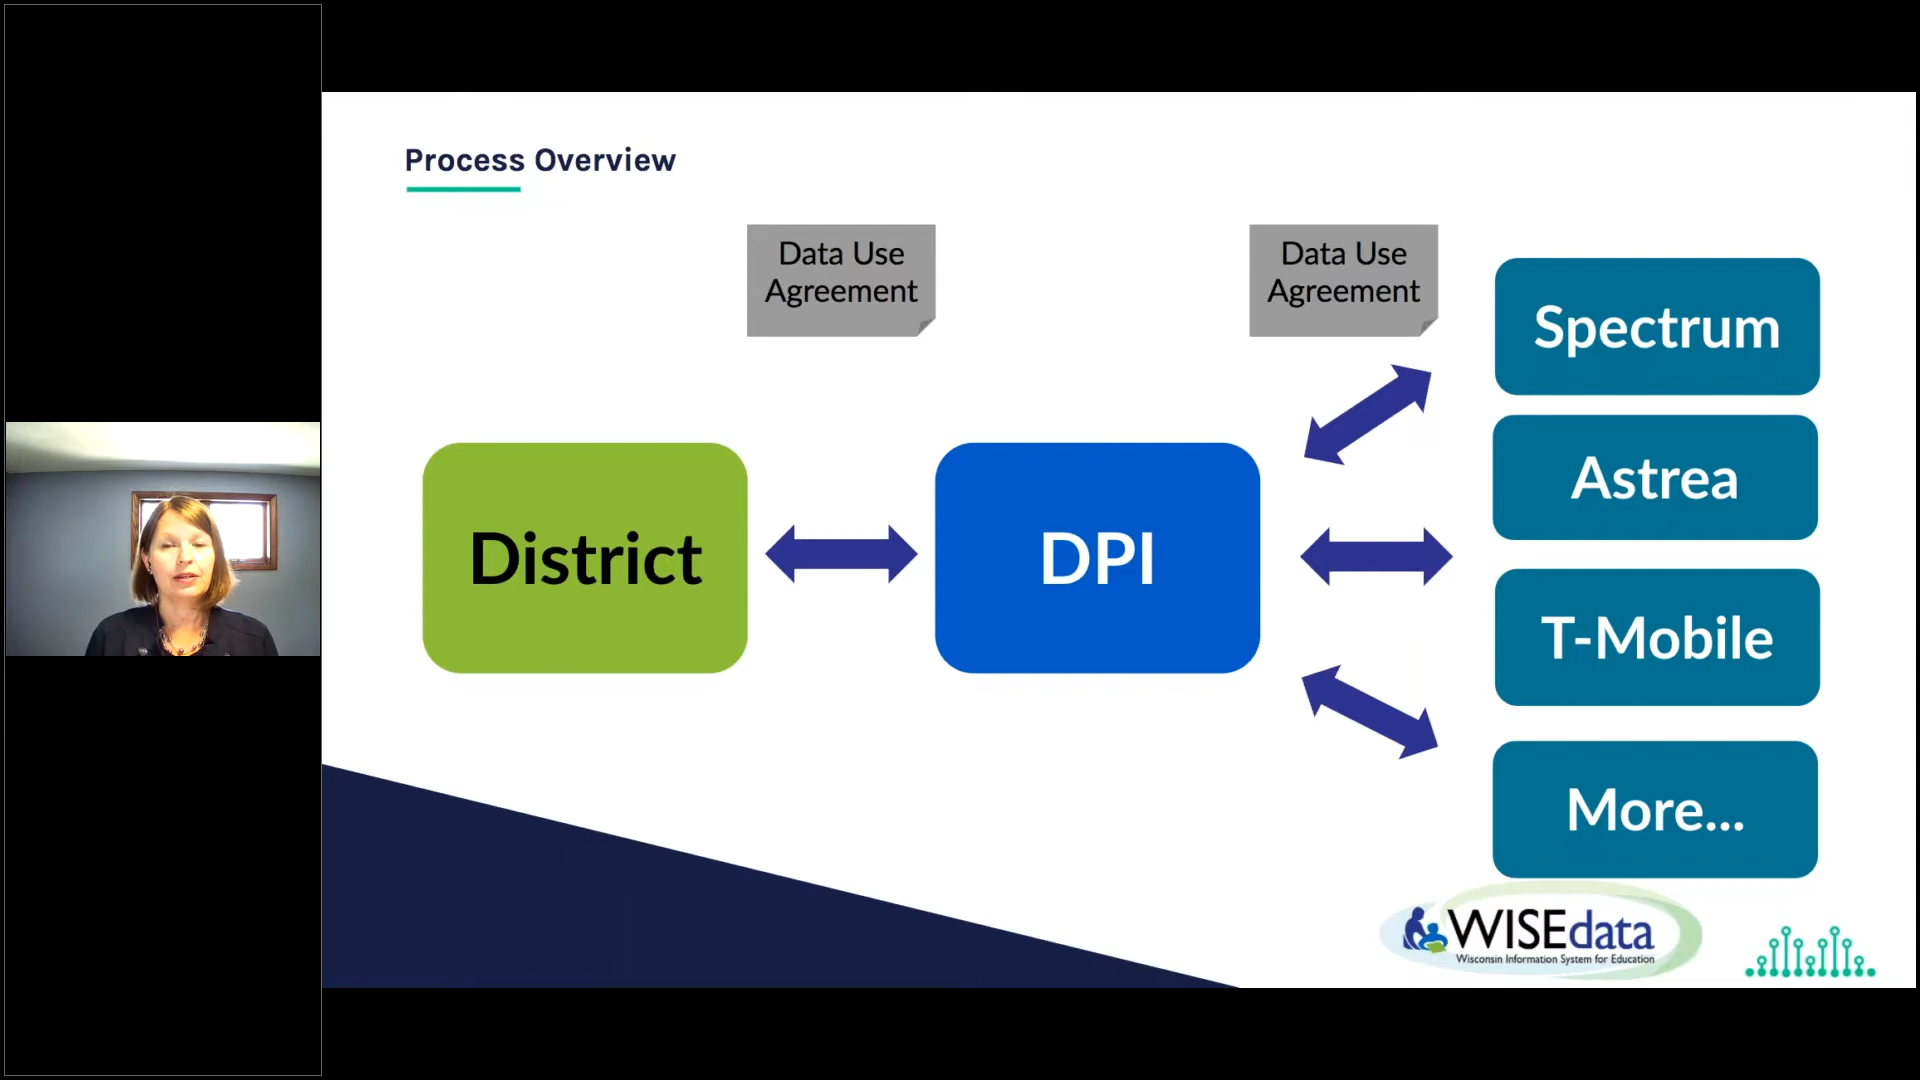 Process Overview
Data Use
Agreement
Data Use
Agreement
District
DPI
Spectrum
Astrea
T-Mobile
More...
WISEdata
Wisconsin Information System for Education